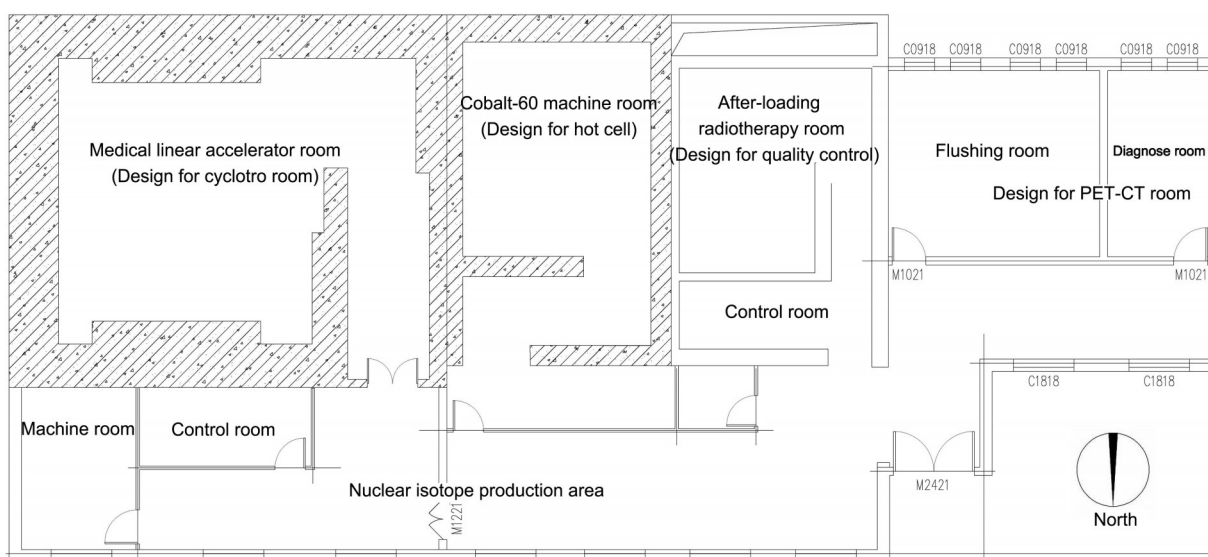 C0918
C0918
C0918
C0918
C0918
C0918
Cobalt-60 machine room
(Design for hot cell)
After-loading
radiotherapy room
(Design for quality control)
Medical linear accelerator room
(Design for cyclotro room)
Flushing room
Diagnose room
Design for PET-CT room
M1021
M1021
Control room
C1818
C1818
Machine room
Control room
Nuclear isotope production area
M1221
M2421
North